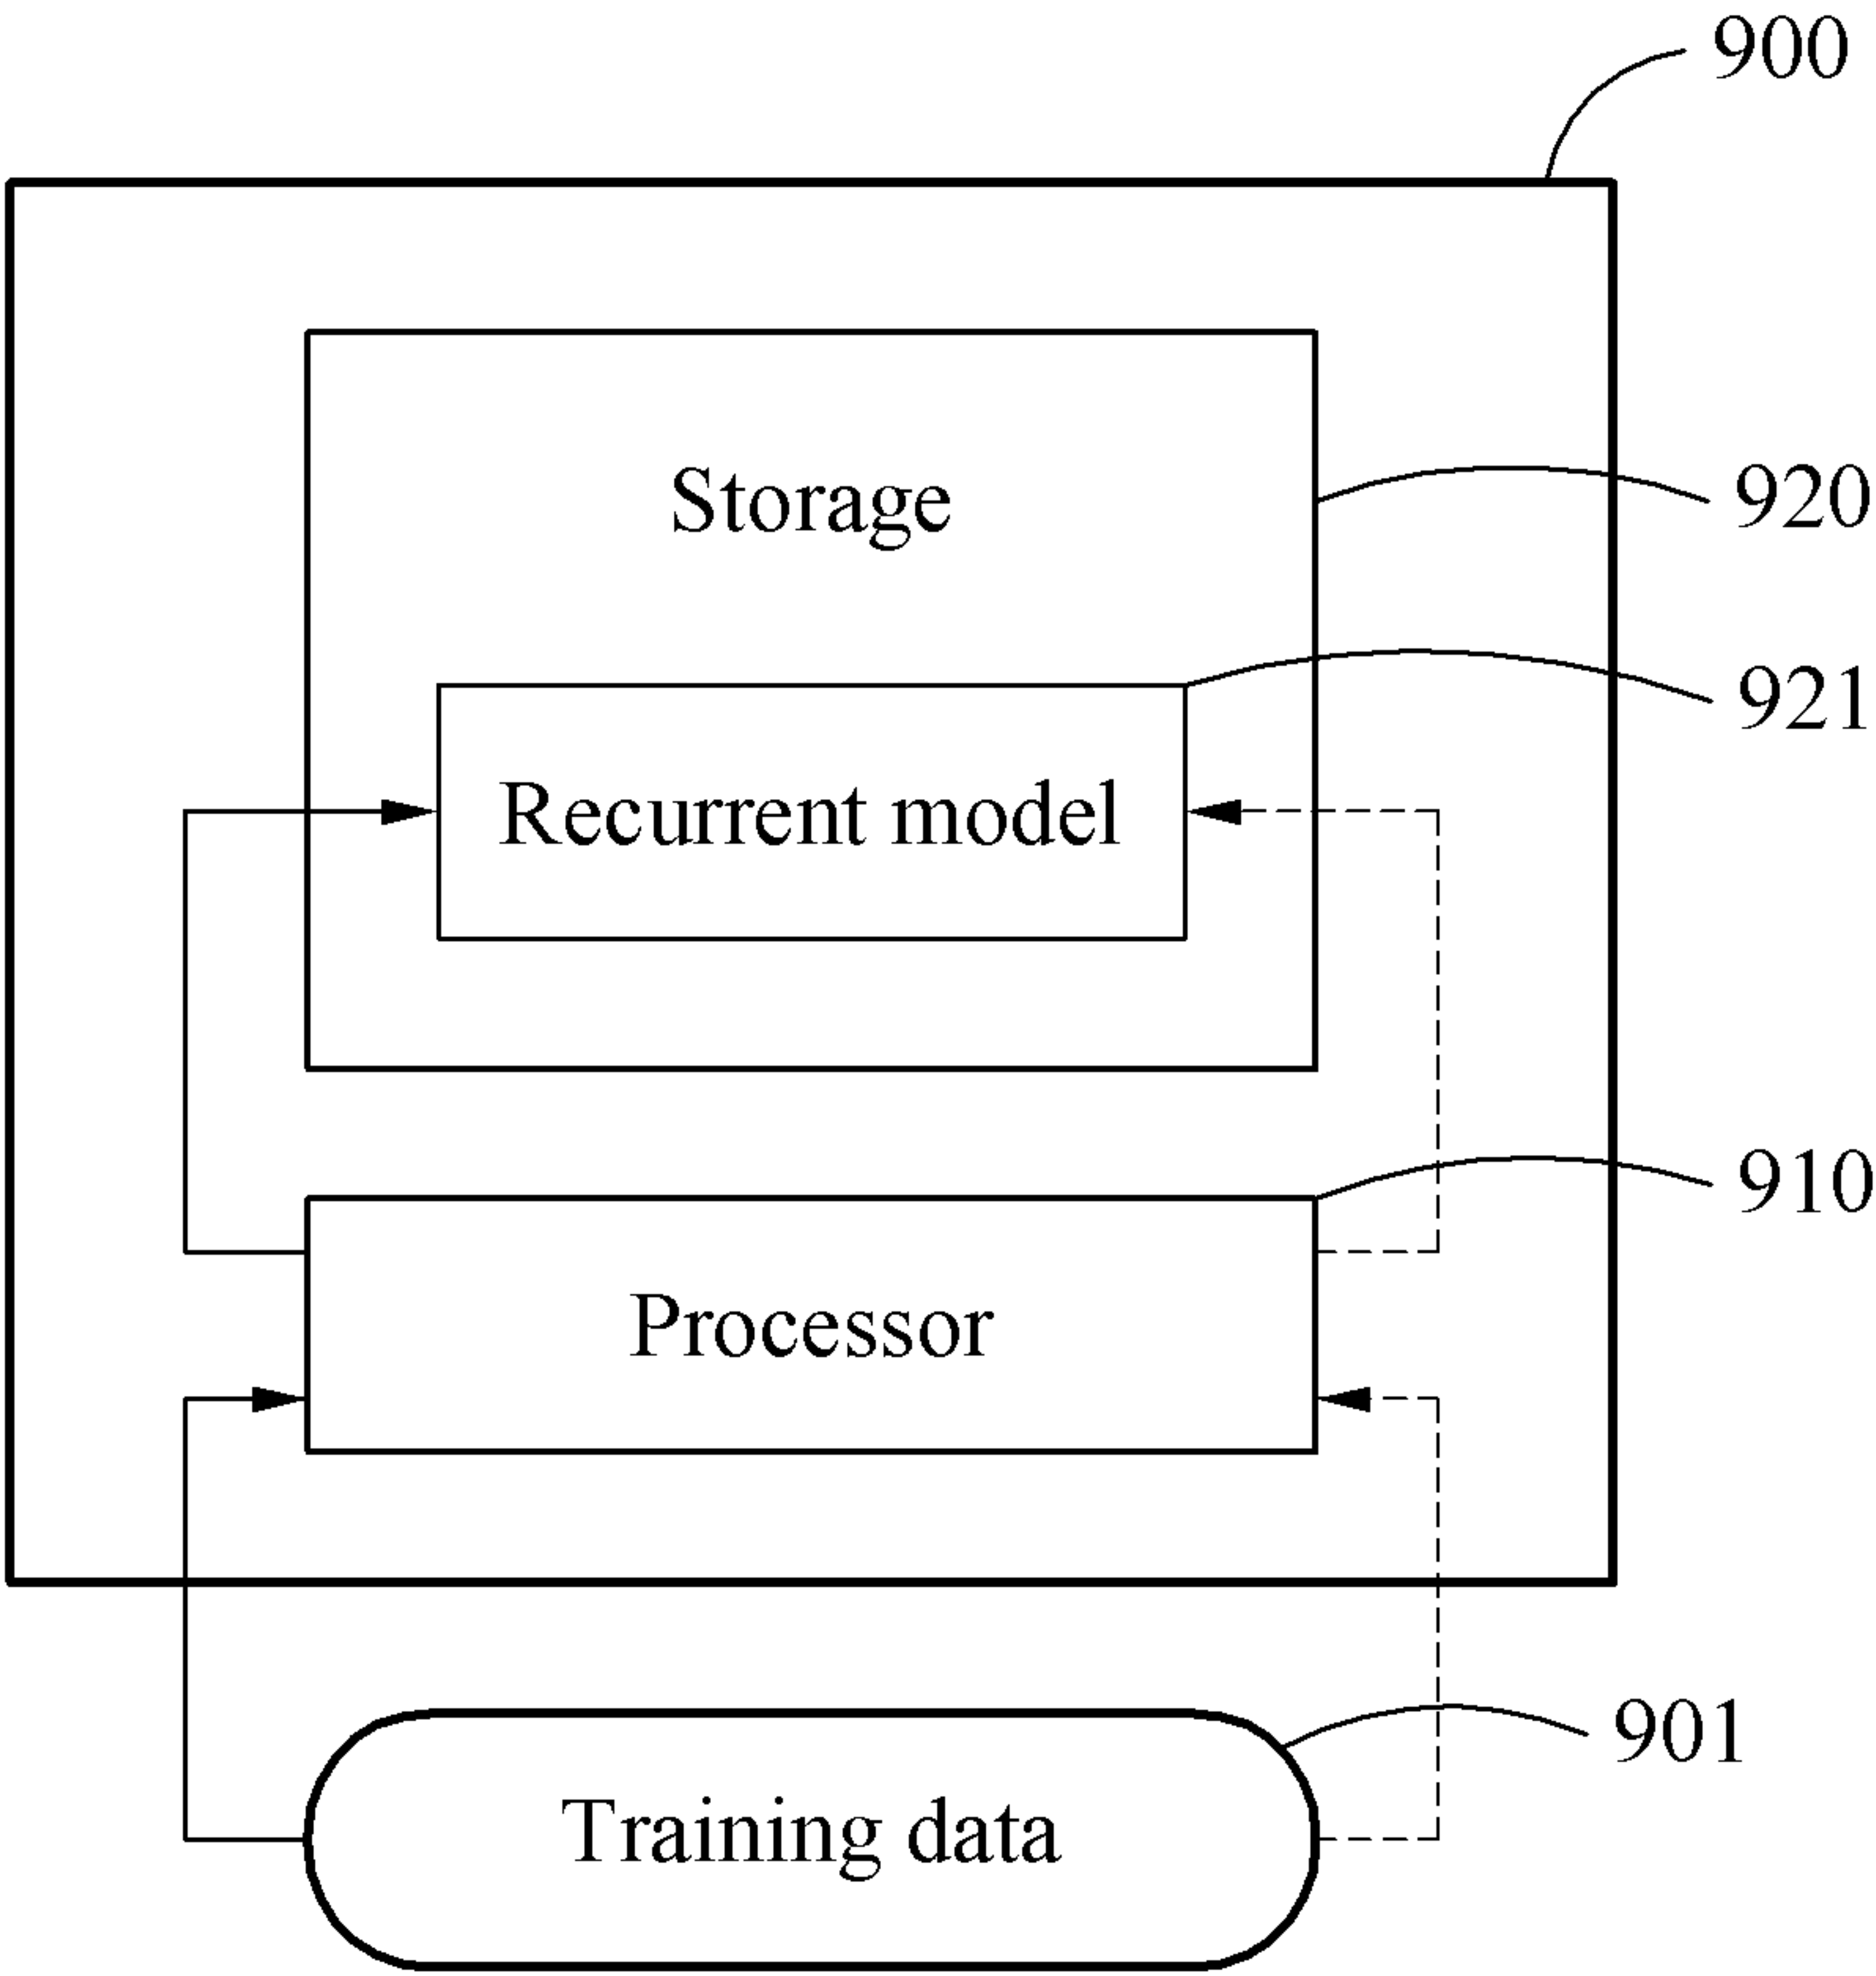 900
Storage
920
921
Recurrent model
910
Processor
901
Training data